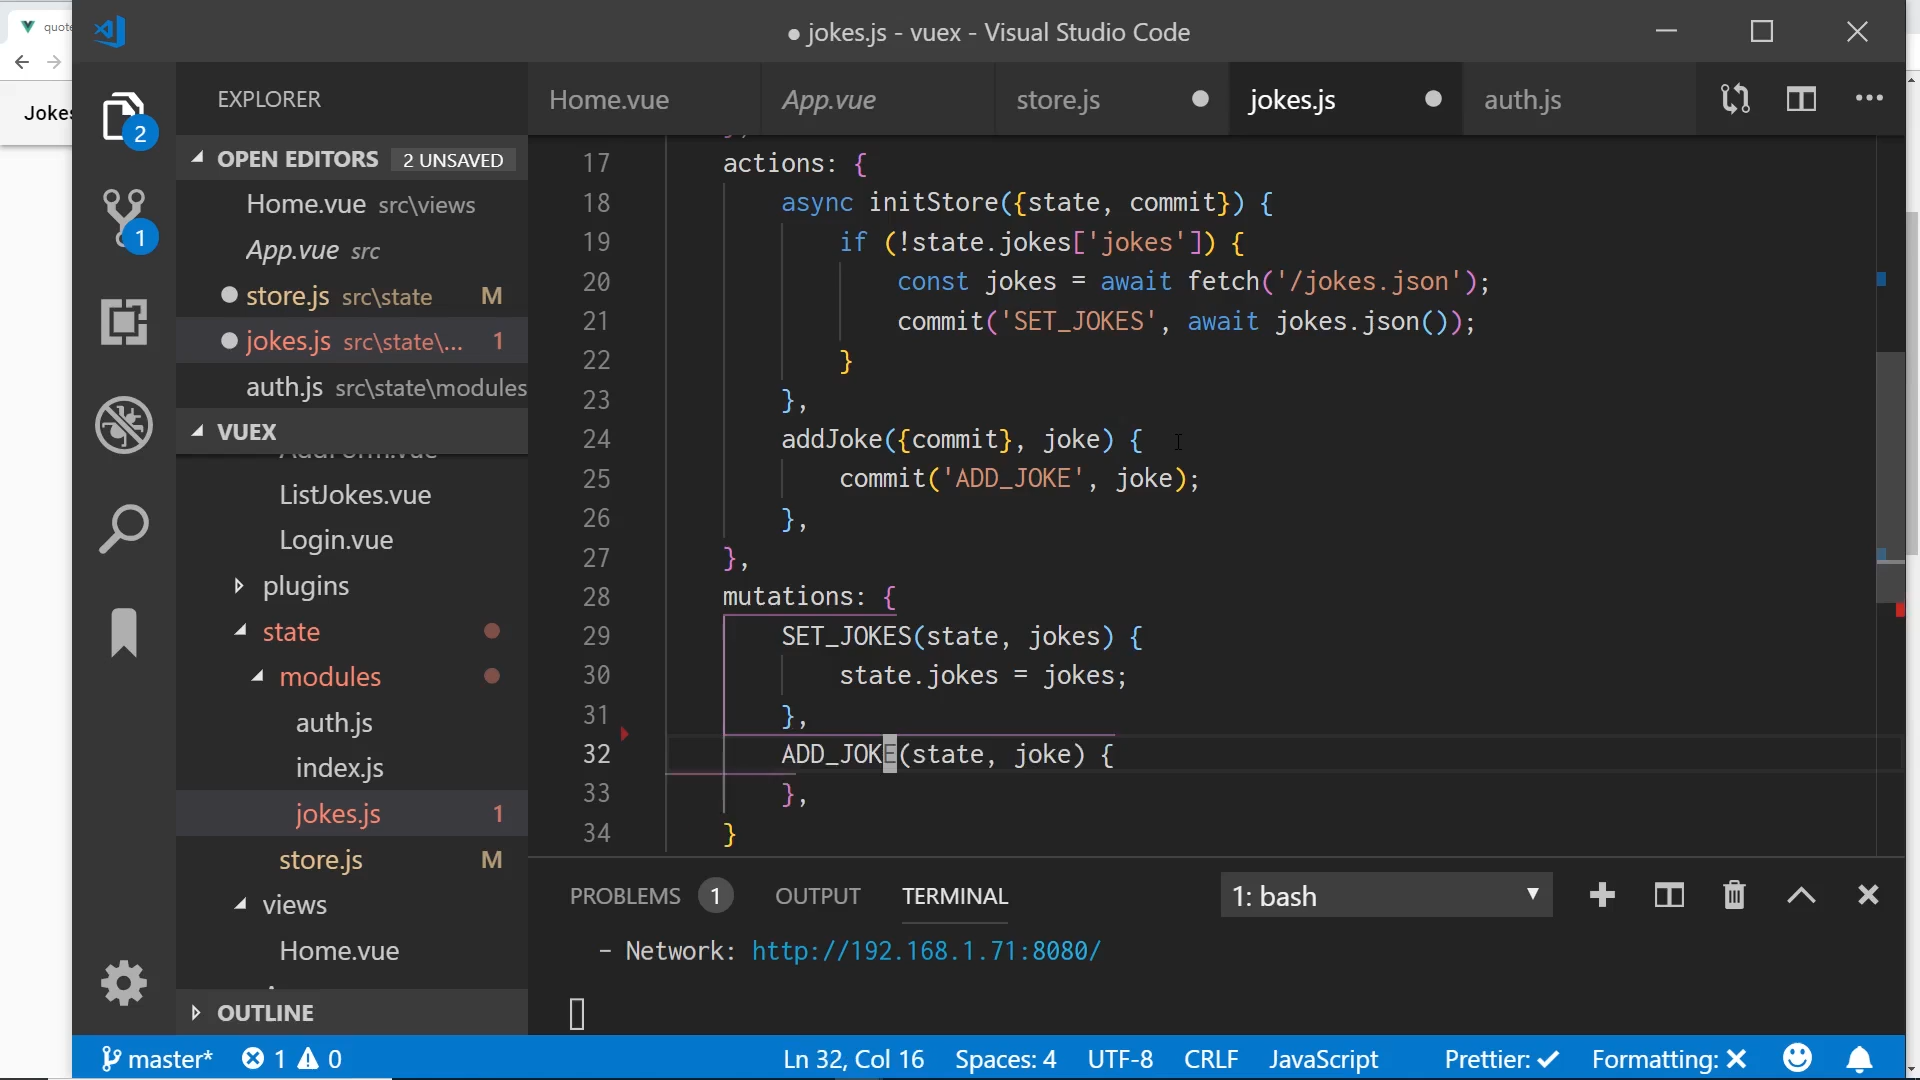 quote
● jokes.js - vuex - Visual Studio Code
Jokes
2
1
EXPLORER
OPEN EDITORS 2 UNSAVED
Home.vue src\views
App.vue src
store.js src\state M
jokes.js src\state\... 1
auth.js src\state\modules
VUEX
AddForm.vue
ListJokes.vue
Login.vue
plugins
state
modules
auth.js
index.js
jokes.js 1
store.js M
views
Home.vue
OUTLINE
Home.vue App.vue store.js jokes.js auth.js
17 actions: {
18 async initStore({state, commit}) {
19 if (!state.jokes['jokes']) {
20 const jokes = await fetch('/jokes.json');
21 commit('SET_JOKES', await jokes.json());
22 }
23 },
24 addJoke({commit}, joke) {
25 commit('ADD_JOKE', joke);
26 },
27 },
28 mutations: {
29 SET_JOKES(state, jokes) {
30 state.jokes = jokes;
31 },
32 ADD_JOKE(state, joke) {
33 },
34 }
PROBLEMS 1 OUTPUT TERMINAL 1: bash
- Network: http://192.168.1.71:8080/
master* 1 0 Ln 32, Col 16 Spaces: 4 UTF-8 CRLF JavaScript Prettier: ✓ Formatting: ✕